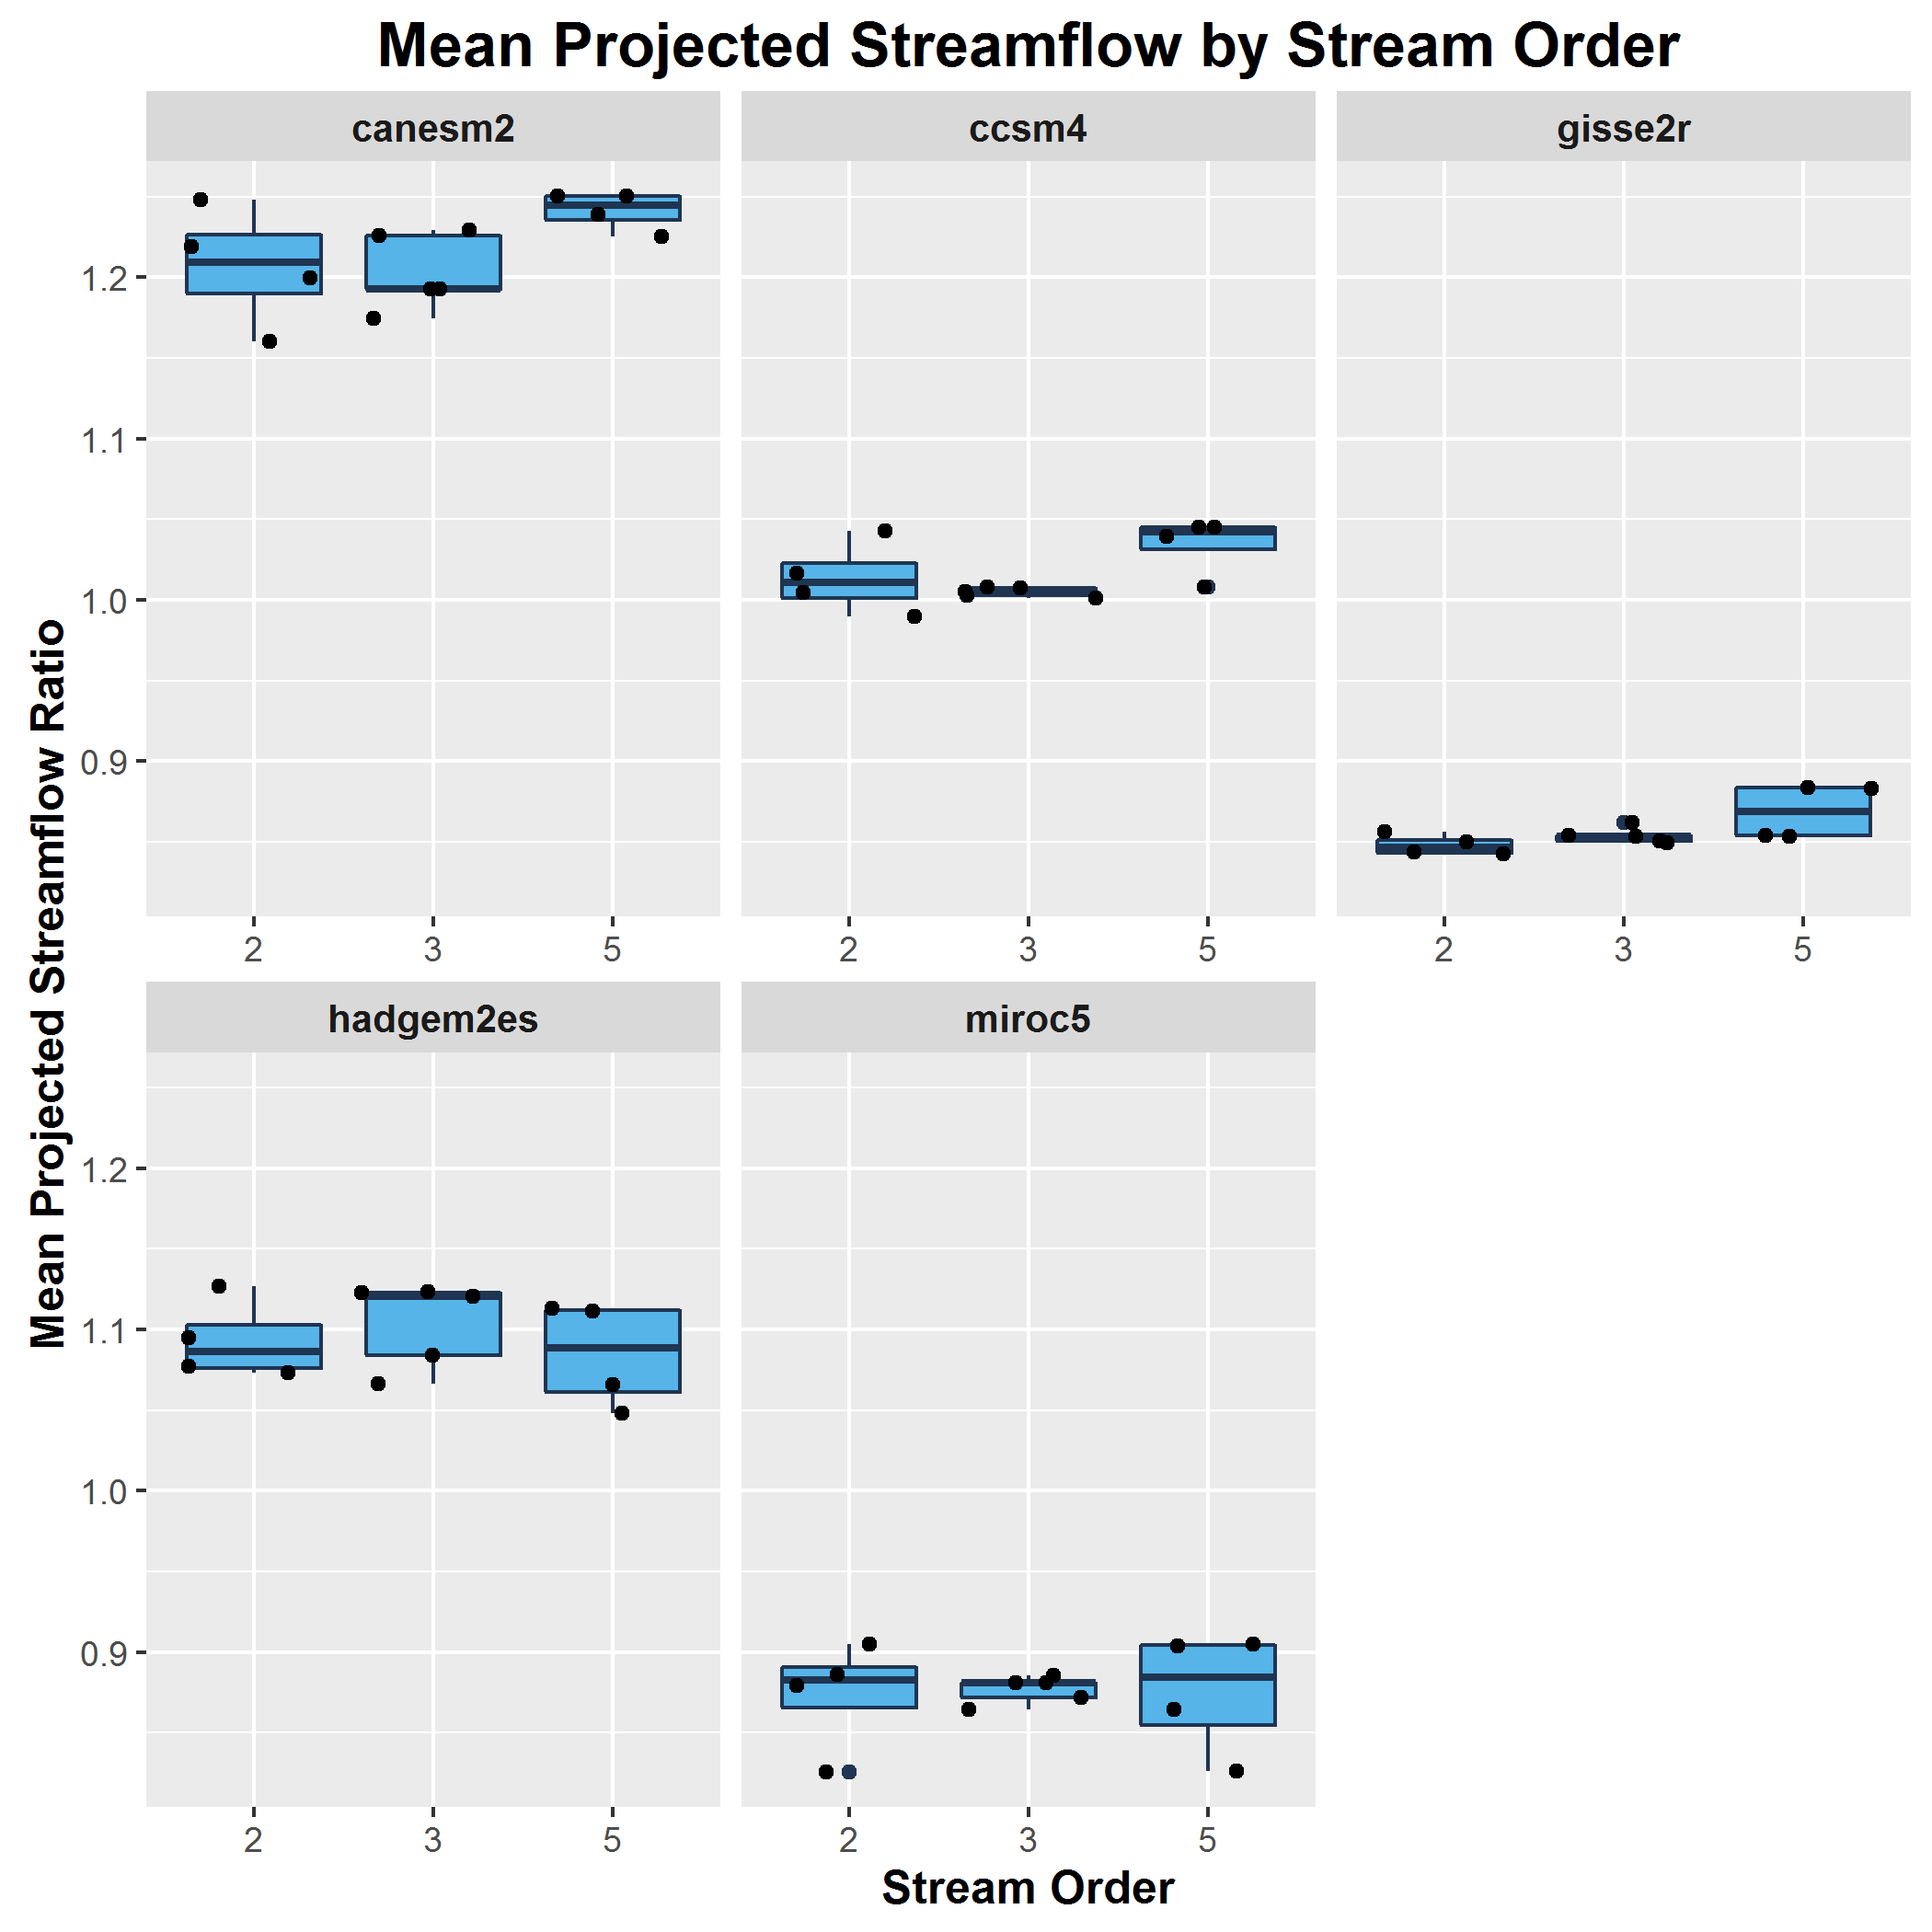 Mean Projected Streamflow by Stream Order
canesm2
ccsm4
gisse2r
1.2
1.1
1.0
0.9
2 3 5
2 3 5
2 3 5
Mean Projected Streamflow Ratio
hadgem2es
miroc5
1.2
1.1
1.0
0.9
2 3 5
2 3 5
Stream Order